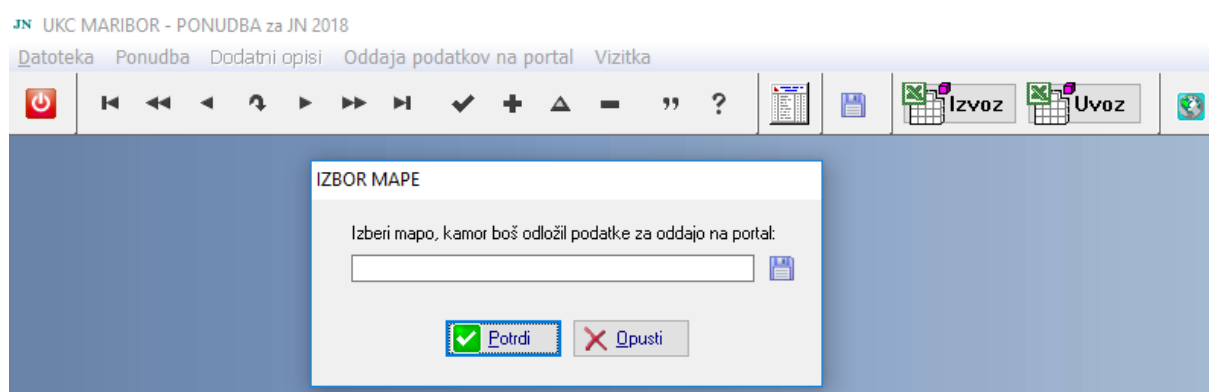 JN UKC MARIBOR - PONUDBA za JN 2018
Datoteka Ponudba Dodatni opisi Oddaja podatkov na portal Vizitka
? Izvoz Uvoz
IZBOR MAPE
Izberi mapo, kamor boš odložil podatke za oddajo na portal:
Potrdi Opusti